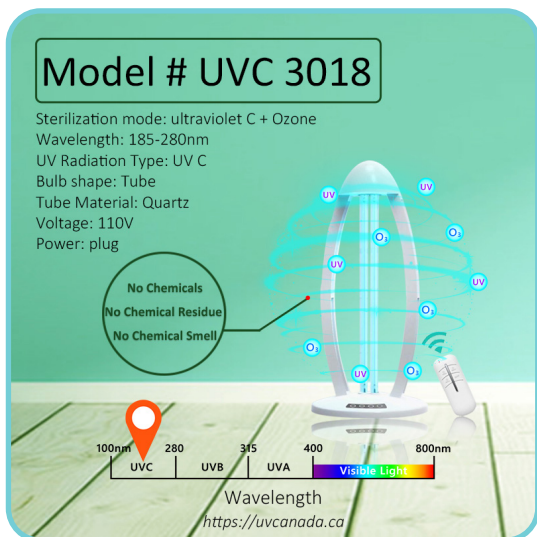 Model # UVC 3018
Sterilization mode: ultraviolet C + Ozone
Wavelength: 185-280nm
UV Radiation Type: UV C
Bulb shape: Tube
Tube Material: Quartz
Voltage: 110V
Power: plug
UV
UV
O3
O3
UV
UV
No Chemicals
No Chemical Residue
No Chemical Smell
O3
O3
UV
O3
100nm 280 315 400 800nm
UVC UVB UVA Visible Light
Wavelength
https://uvcanada.ca